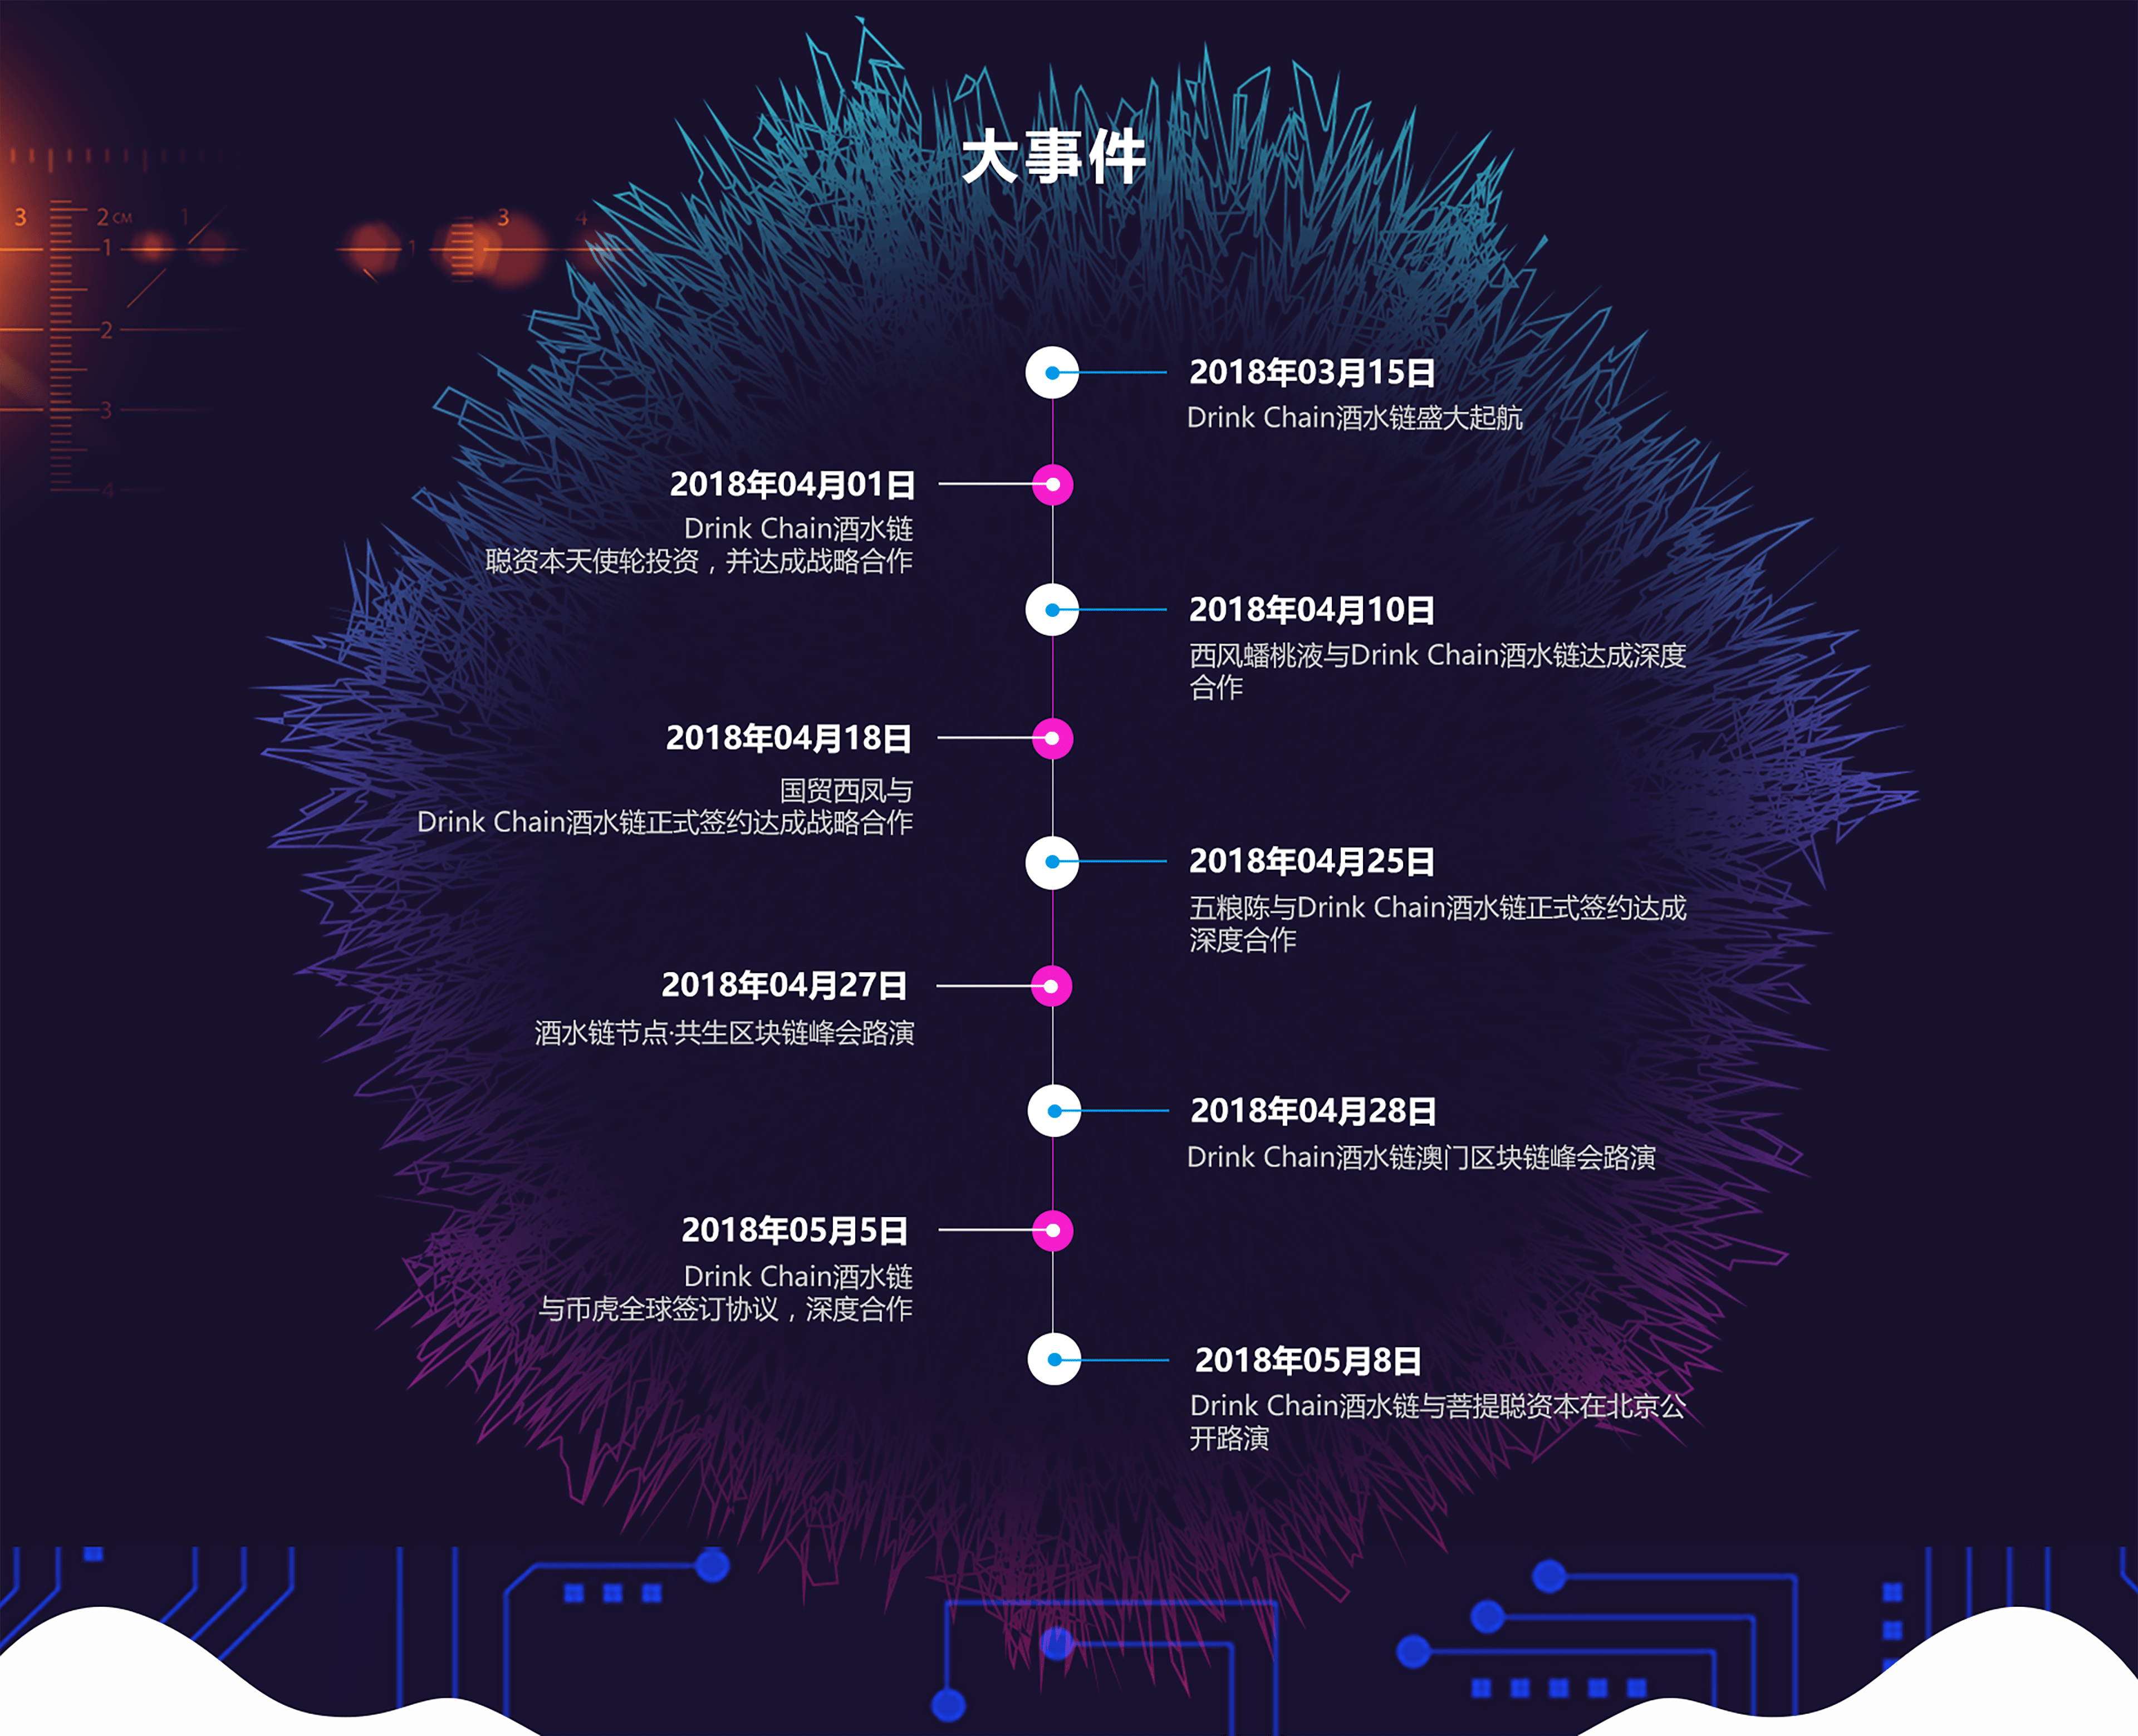 大事件
3
2 CM
1
3
4
1
1
2
3
4
2018年03月15日
Drink Chain酒水链盛大起航
2018年04月01日
Drink Chain酒水链
聪资本天使轮投资，并达成战略合作
2018年04月10日
西风蟠桃液与Drink Chain酒水链达成深度
合作
2018年04月18日
国贸西凤与
Drink Chain酒水链正式签约达成战略合作
2018年04月25日
五粮陈与Drink Chain酒水链正式签约达成
深度合作
2018年04月27日
酒水链节点·共生区块链峰会路演
2018年04月28日
Drink Chain酒水链澳门区块链峰会路演
2018年05月5日
Drink Chain酒水链
与币虎全球签订协议，深度合作
2018年05月8日
Drink Chain酒水链与菩提聪资本在北京公
开路演